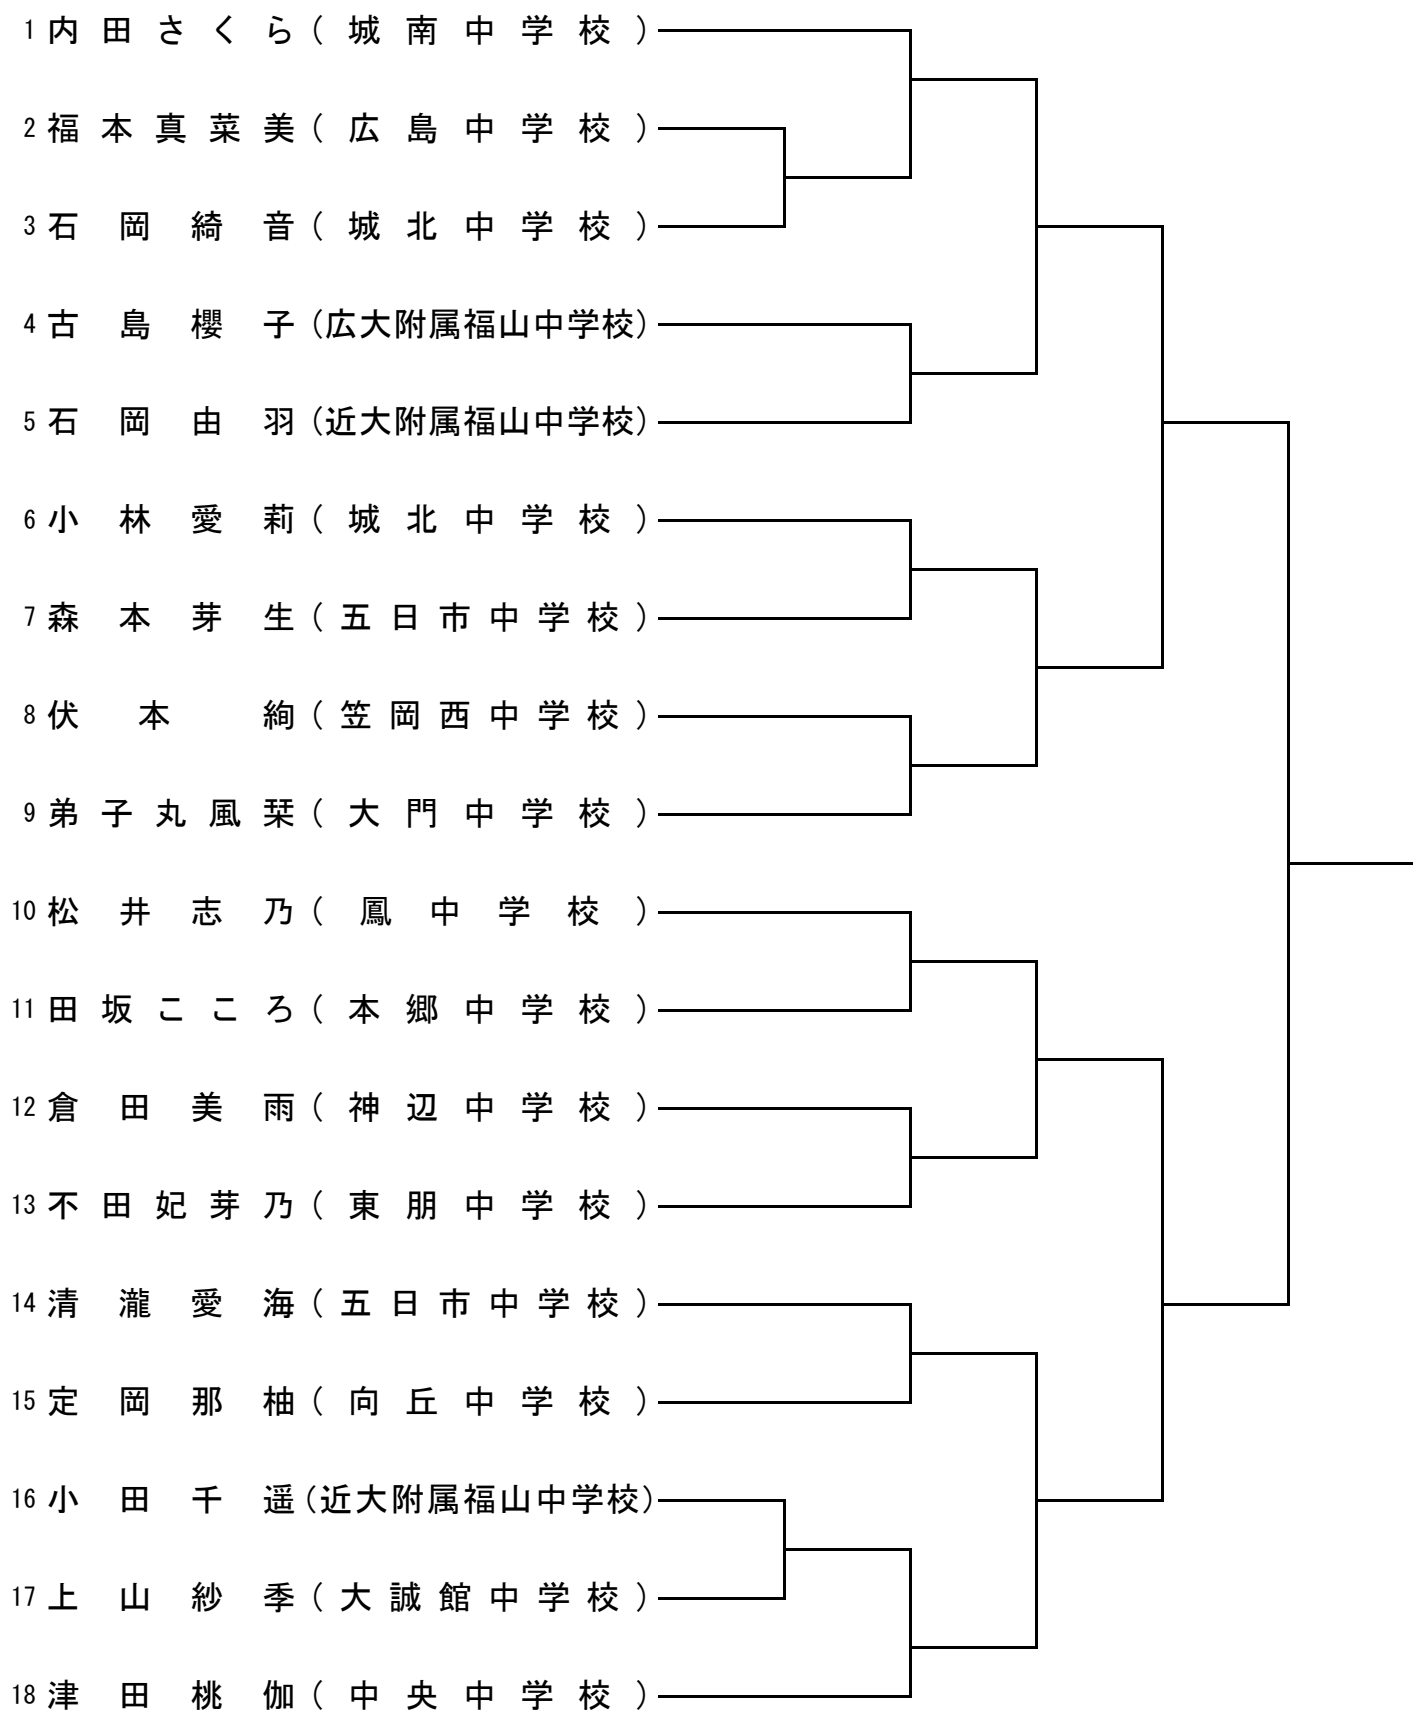 1 内田さくら(城南中学校)
2 福本真菜美(広島中学校)
3 石岡綺音(城北中学校)
4 古島櫻子(広大附属福山中学校)
5 石岡由羽(近大附属福山中学校)
6 小林愛莉(城北中学校)
7 森本芽生(五日市中学校)
8 伏本絢(笠岡西中学校)
9 弟子丸風栞(大門中学校)
10 松井志乃(鳳中学校)
11 田坂こころ(本郷中学校)
12 倉田美雨(神辺中学校)
13 不田妃芽乃(東朋中学校)
14 清瀧愛海(五日市中学校)
15 定岡那柚(向丘中学校)
16 小田千遥(近大附属福山中学校)
17 上山紗季(大誠館中学校)
18 津田桃伽(中央中学校)